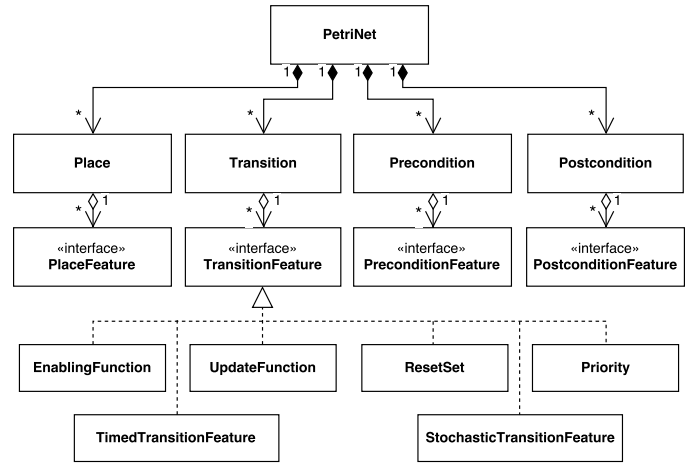 PetriNet
1 1 1 1
* * * *
Place Transition Precondition Postcondition
1 1 1 1
* * * *
«interface» «interface» «interface» «interface»
PlaceFeature TransitionFeature PreconditionFeature PostconditionFeature
EnablingFunction UpdateFunction ResetSet Priority
TimedTransitionFeature StochasticTransitionFeature